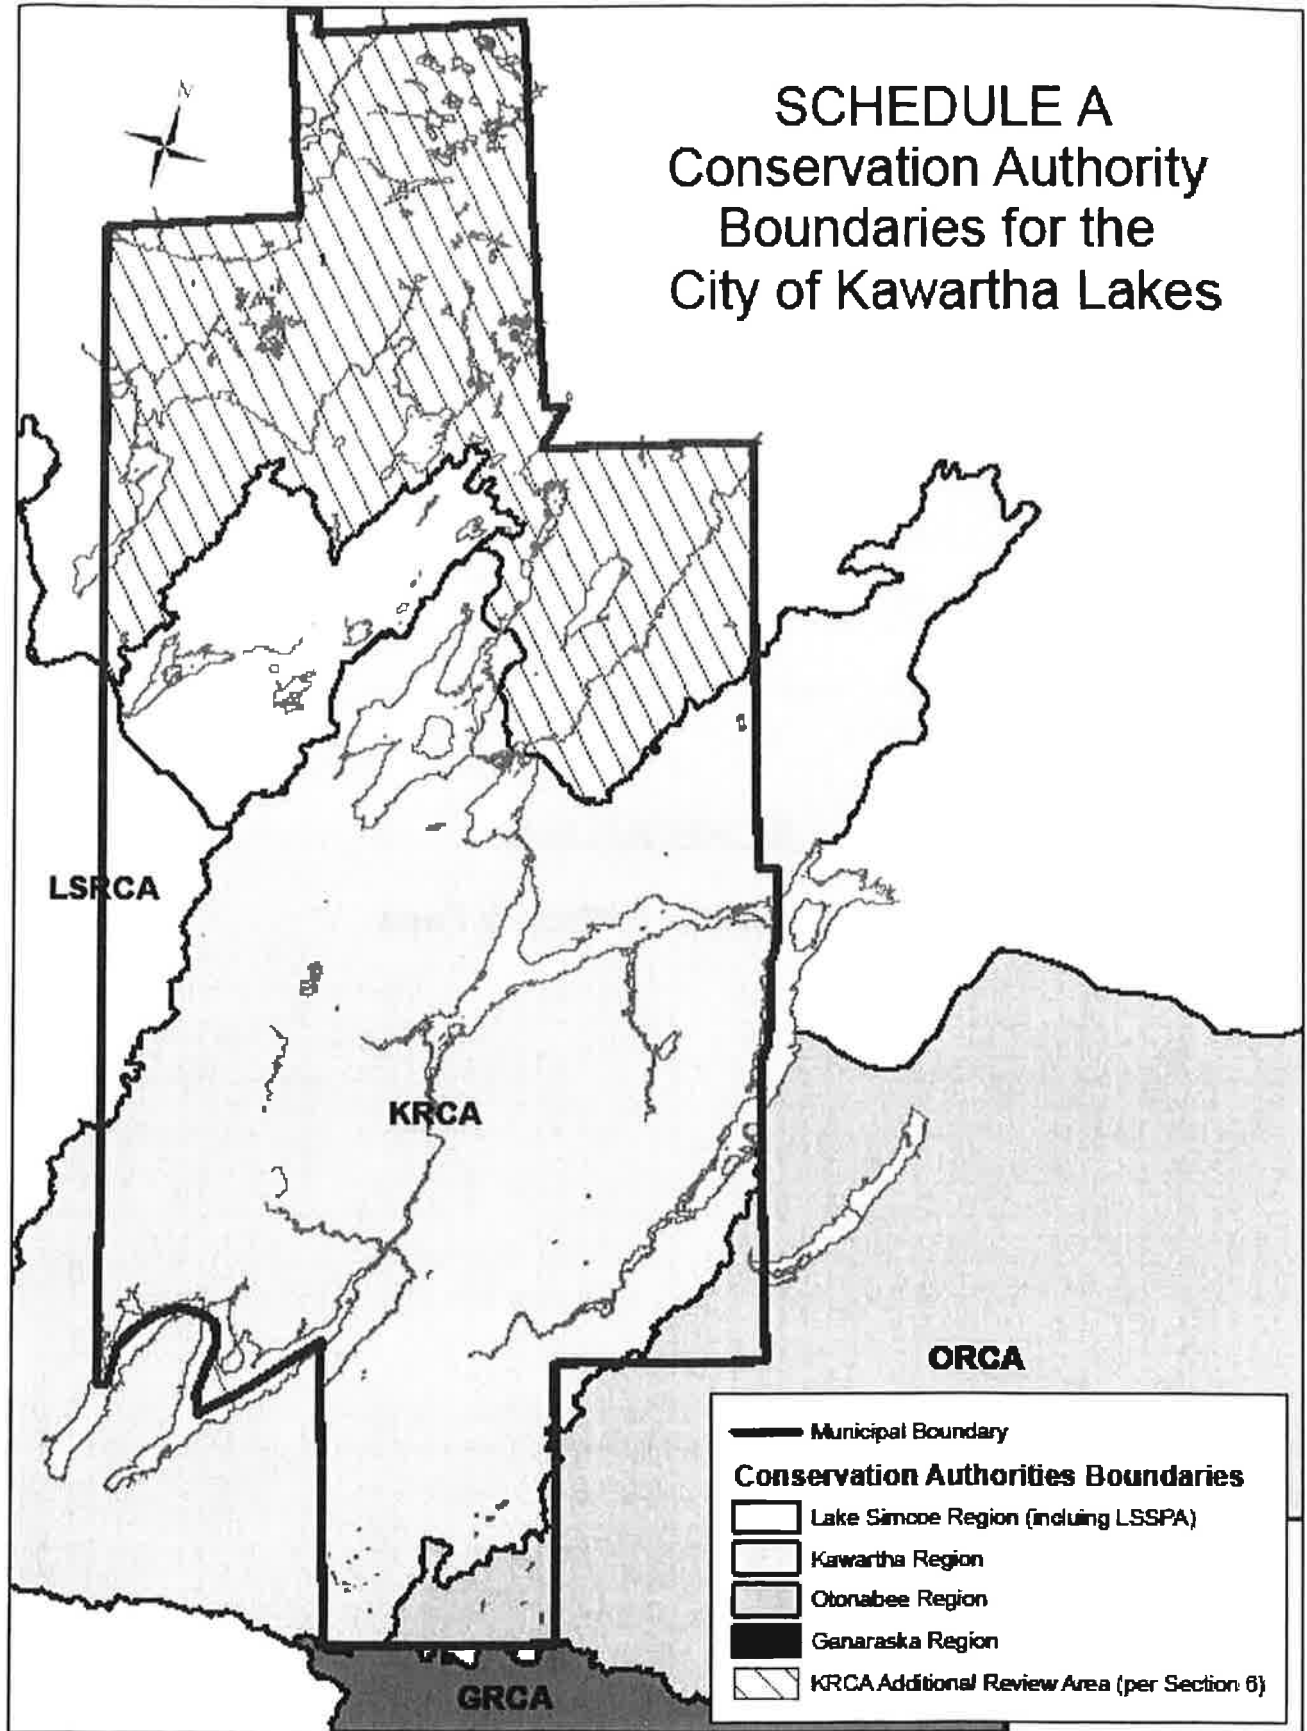 SCHEDULE A
Conservation Authority
Boundaries for the
City of Kawartha Lakes
N
LSRCA
KRCA
ORCA
GRCA
Municipal Boundary
Conservation Authorities Boundaries
Lake Simcoe Region (incluing LSSPA)
Kawartha Region
Otonabee Region
Ganaraska Region
KRCA Additional Review Area (per Section 6)